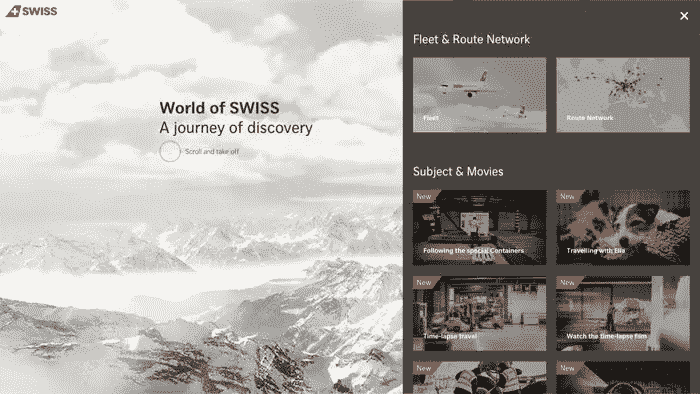 SWISS
World of SWISS
A journey of discovery
Scroll and take off
Fleet & Route Network
Fleet
Route Network
Subject & Movies
New
Following the special Containers
New
Travelling with Ella
New
Time-lapse travel
New
Watch the time-lapse film
New
New